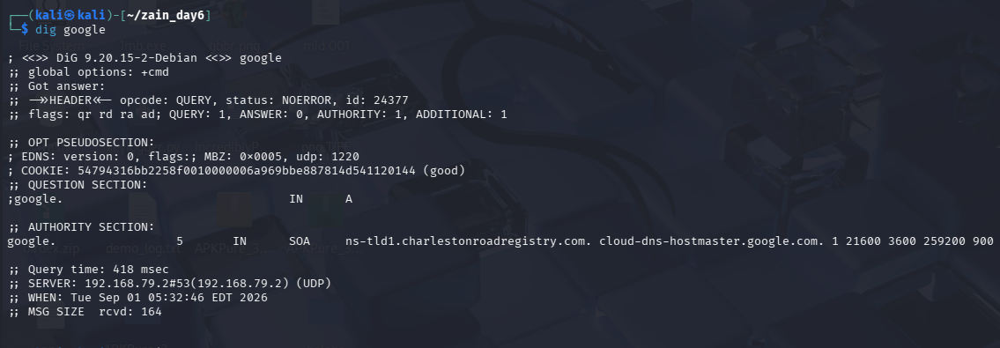 ┌──(kali㉿kali)-[~/zain_day6]
└─$ dig google
; <<>> DiG 9.20.15-2-Debian <<>> google
;; global options: +cmd
;; Got answer:
;; ->>HEADER<<- opcode: QUERY, status: NOERROR, id: 24377
;; flags: qr rd ra ad; QUERY: 1, ANSWER: 0, AUTHORITY: 1, ADDITIONAL: 1
;; OPT PSEUDOSECTION:
; EDNS: version: 0, flags:; MBZ: 0x0005, udp: 1220
; COOKIE: 54794316bb2258f0010000006a969bbe887814d541120144 (good)
;; QUESTION SECTION:
;google. IN A
;; AUTHORITY SECTION:
google. 5 IN SOA ns-tld1.charlestonroadregistry.com. cloud-dns-hostmaster.google.com. 1 21600 3600 259200 900
;; Query time: 418 msec
;; SERVER: 192.168.79.2#53(192.168.79.2) (UDP)
;; WHEN: Tue Sep 01 05:32:46 EDT 2026
;; MSG SIZE rcvd: 164